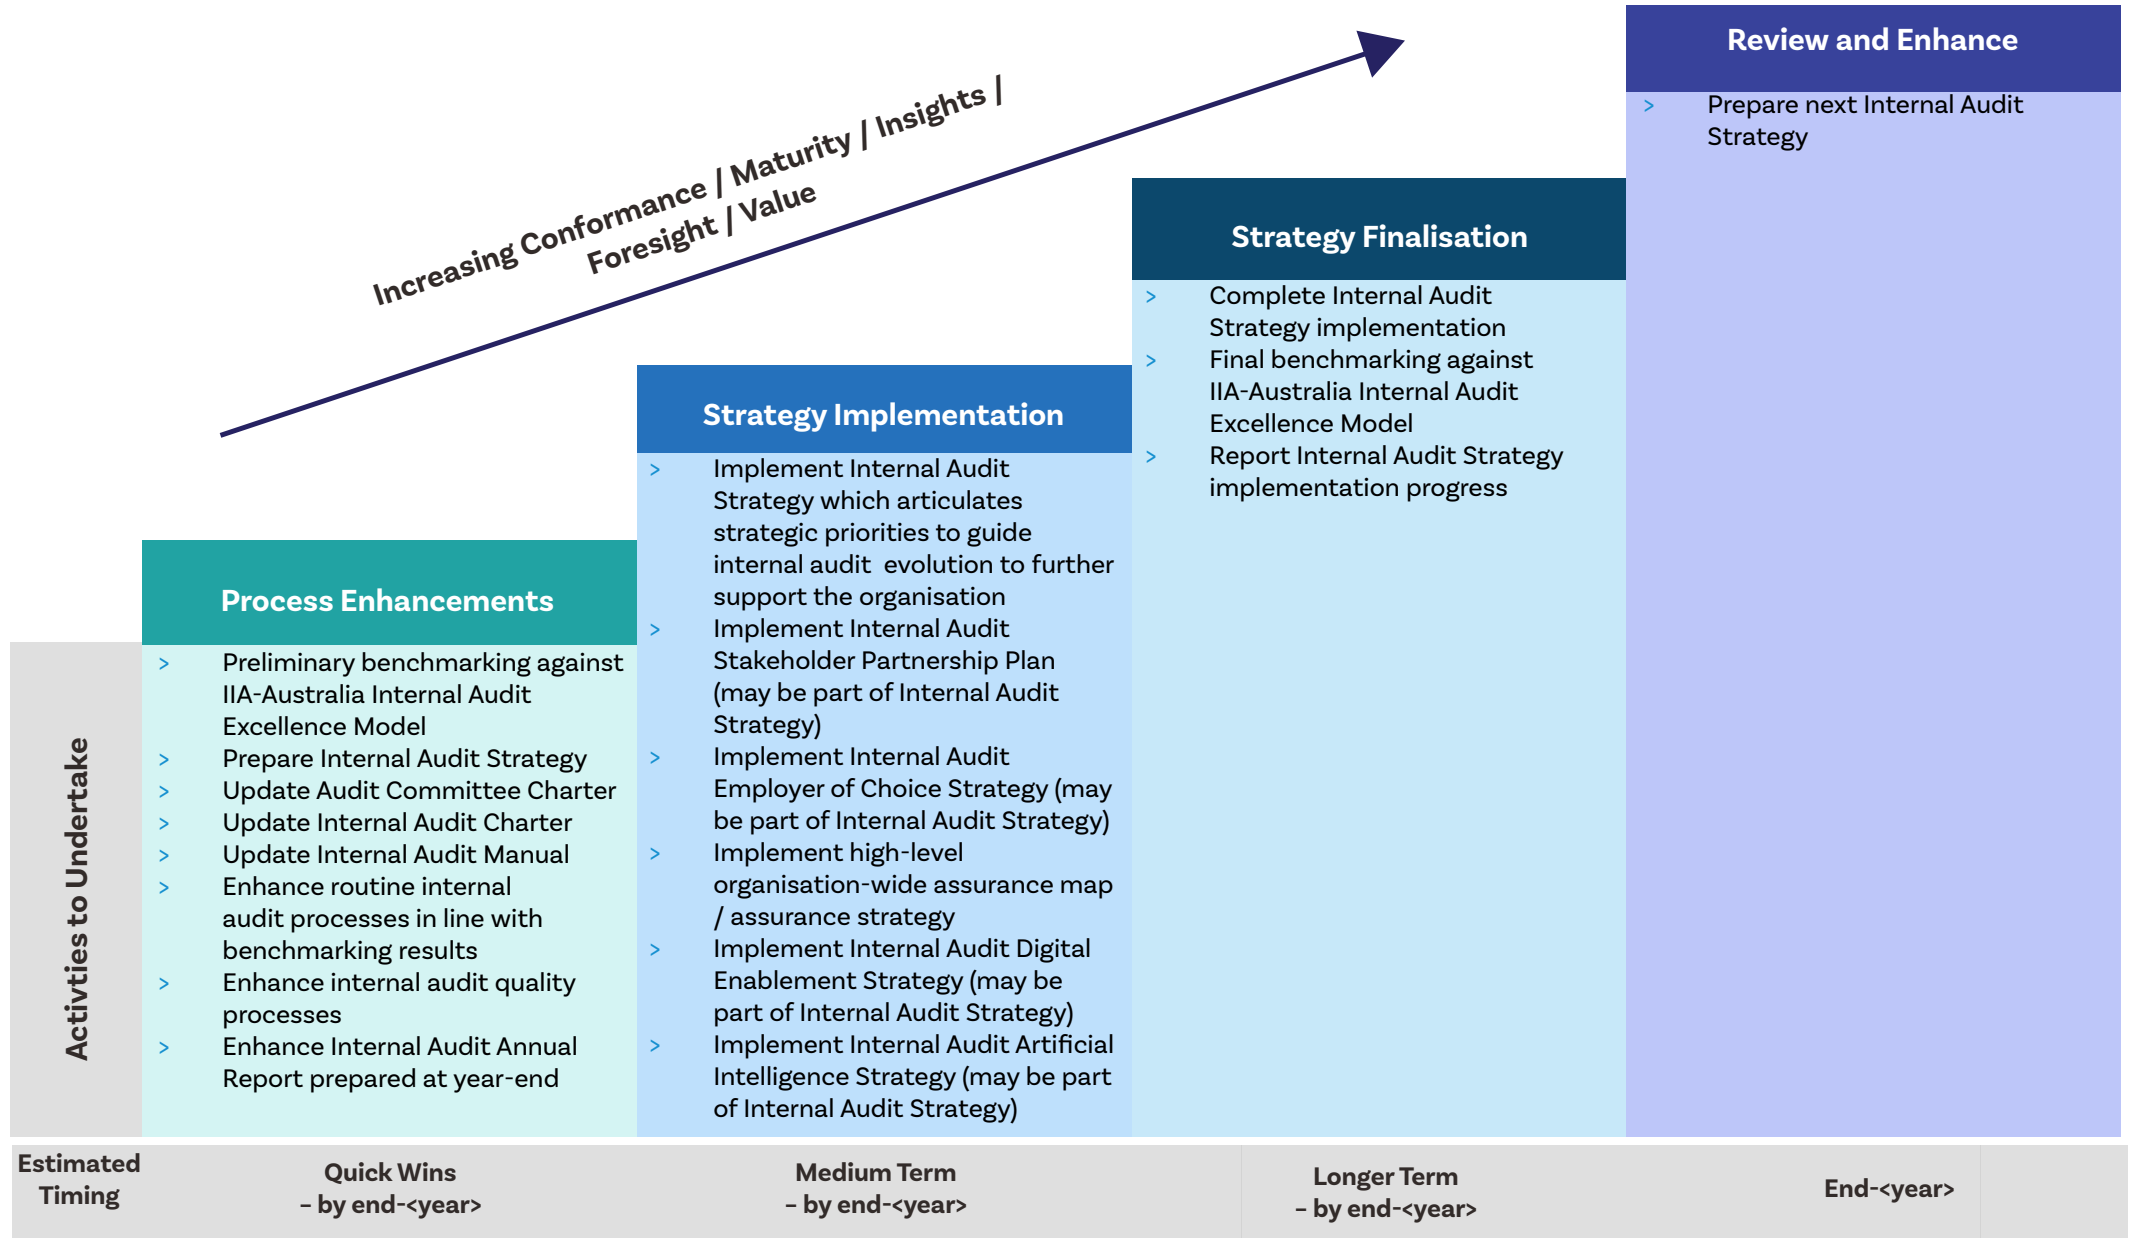 Review and Enhance
> Prepare next Internal Audit
Strategy
Increasing Conformance / Maturity / Insights /
Foresight / Value
Strategy Finalisation
> Complete Internal Audit
Strategy implementation
> Final benchmarking against
IIA-Australia Internal Audit
Excellence Model
> Report Internal Audit Strategy
implementation progress
Strategy Implementation
> Implement Internal Audit
Strategy which articulates
strategic priorities to guide
internal audit evolution to further
support the organisation
> Implement Internal Audit
Stakeholder Partnership Plan
(may be part of Internal Audit
Strategy)
> Implement Internal Audit
Employer of Choice Strategy (may
be part of Internal Audit Strategy)
> Implement high-level
organisation-wide assurance map
/ assurance strategy
> Implement Internal Audit Digital
Enablement Strategy (may be
part of Internal Audit Strategy)
> Implement Internal Audit Artificial
Intelligence Strategy (may be part
of Internal Audit Strategy)
Process Enhancements
> Preliminary benchmarking against
IIA-Australia Internal Audit
Excellence Model
> Prepare Internal Audit Strategy
> Update Audit Committee Charter
> Update Internal Audit Charter
> Update Internal Audit Manual
> Enhance routine internal
audit processes in line with
benchmarking results
> Enhance internal audit quality
processes
> Enhance Internal Audit Annual
Report prepared at year-end
Activties to Undertake
Estimated
Timing
Quick Wins
– by end-<year>
Medium Term
– by end-<year>
Longer Term
– by end-<year>
End-<year>